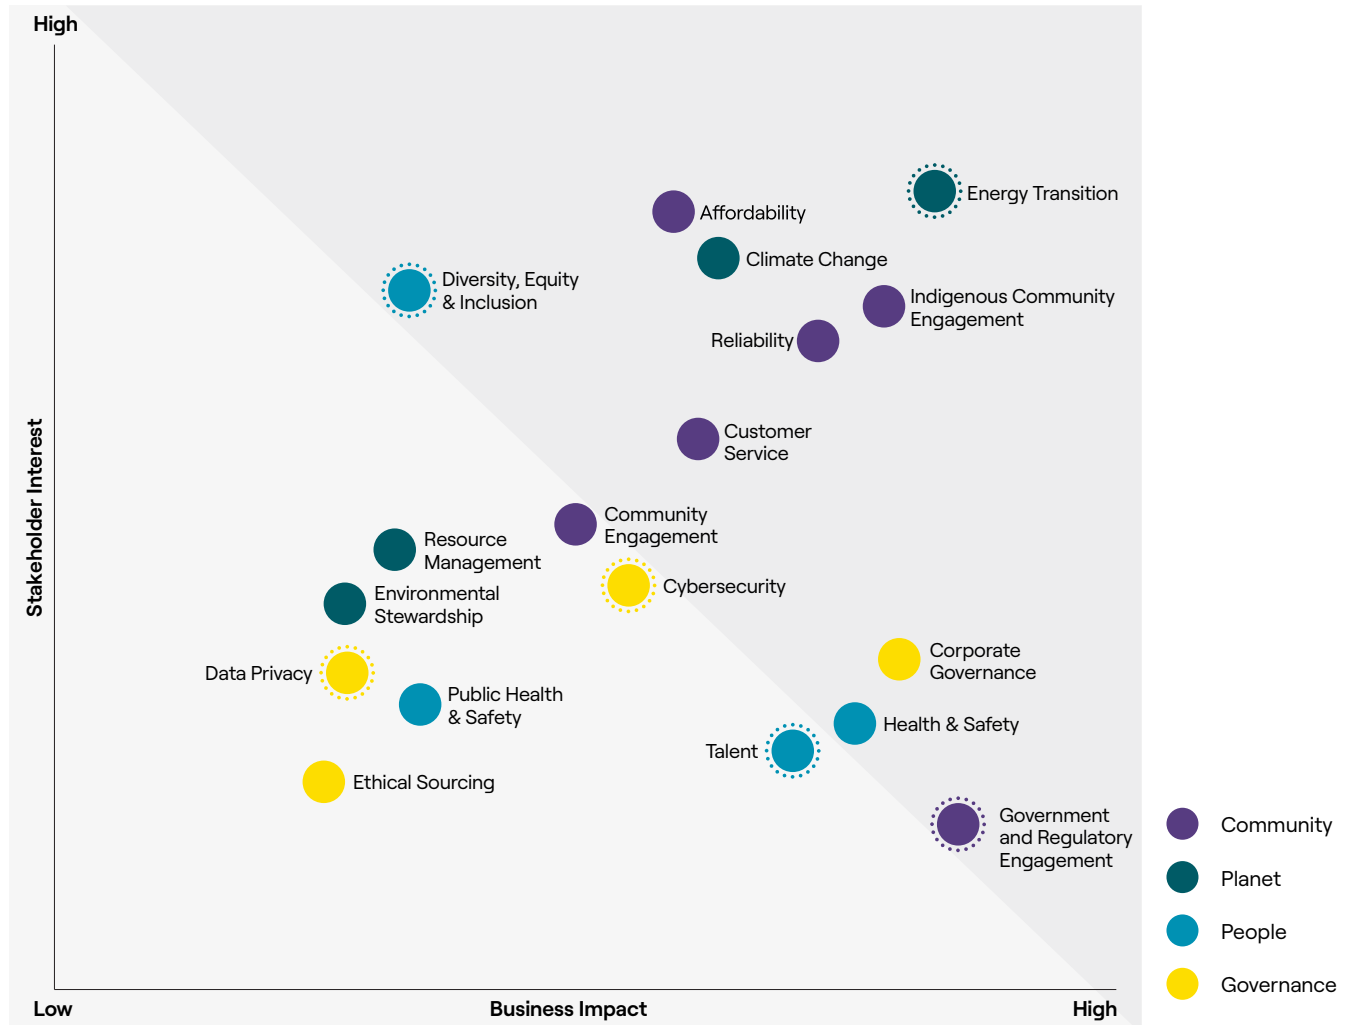 High
Energy Transition
Affordability
Climate Change
Diversity, Equity
& Inclusion
Indigenous Community
Engagement
Reliability
Customer
Service
Stakeholder Interest
Community
Engagement
Resource
Management
Cybersecurity
Environmental
Stewardship
Corporate
Governance
Data Privacy
Public Health
& Safety
Health & Safety
Talent
Ethical Sourcing
Government
and Regulatory
Engagement
Community
Planet
People
Governance
Low
Business Impact
High